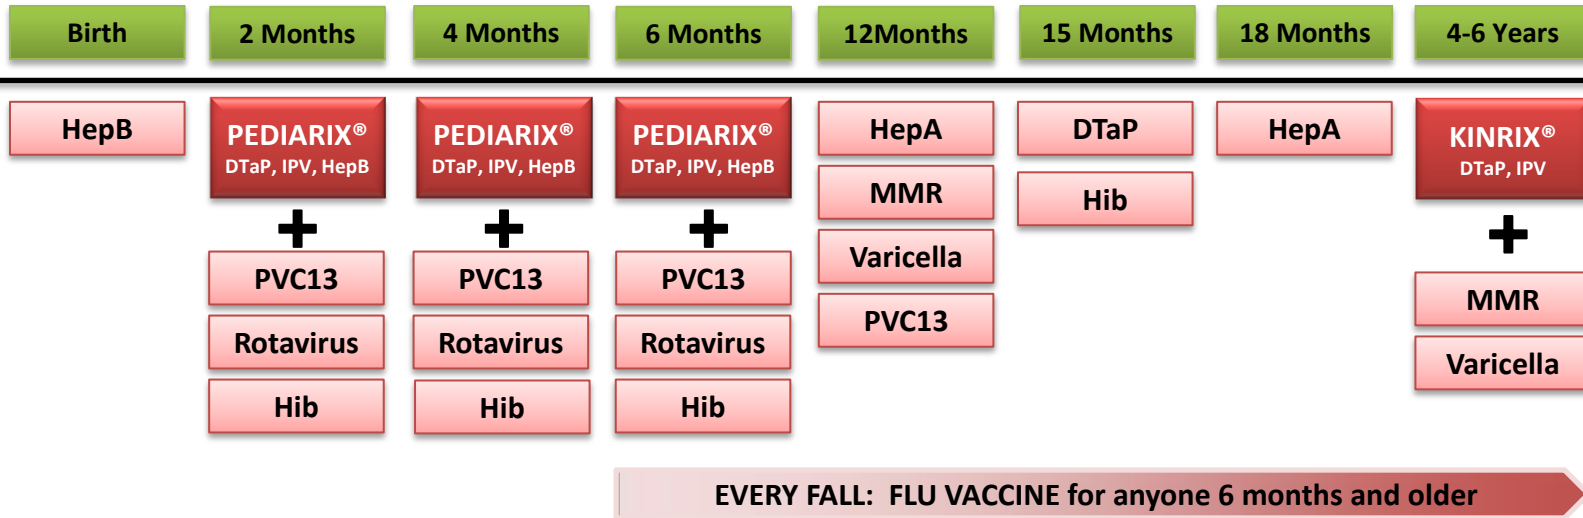 Birth
2 Months
4 Months
6 Months
12Months
15 Months
18 Months
4-6 Years
HepB
PEDIARIX®
DTaP, IPV, HepB
PVC13
Rotavirus
Hib
PEDIARIX®
DTaP, IPV, HepB
PVC13
Rotavirus
Hib
PEDIARIX®
DTaP, IPV, HepB
PVC13
Rotavirus
Hib
HepA
MMR
Varicella
PVC13
DTaP
Hib
HepA
KINRIX®
DTaP, IPV
MMR
Varicella
EVERY FALL: FLU VACCINE for anyone 6 months and older